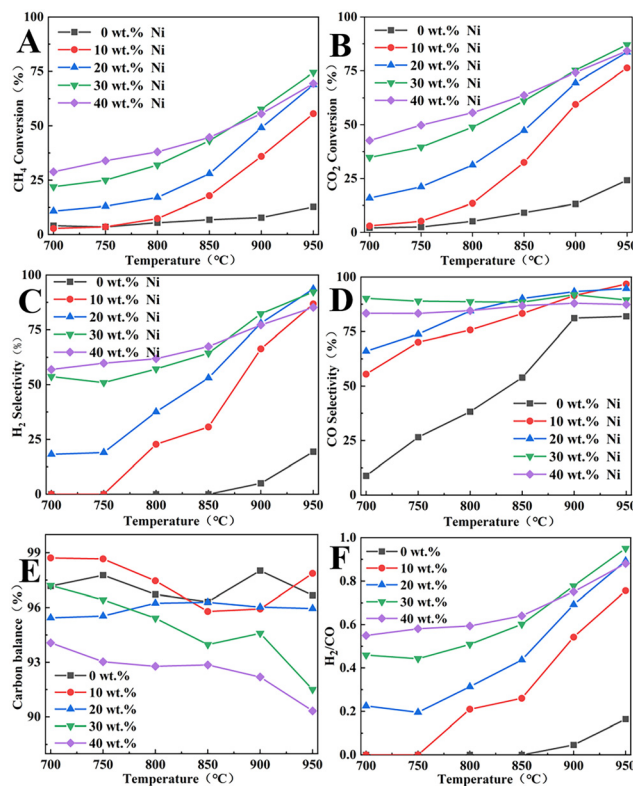 A
0 wt.% Ni
10 wt.% Ni
20 wt.% Ni
30 wt.% Ni
40 wt.% Ni
CH4 Conversion (%)
100
75
50
25
0
700 750 800 850 900 950
Temperature (°C)
B
0 wt.% Ni
10 wt.% Ni
20 wt.% Ni
30 wt.% Ni
40 wt.% Ni
CO2 Conversion (%)
100
75
50
25
0
700 750 800 850 900 950
Temperature (°C)
C
0 wt.% Ni
10 wt.% Ni
20 wt.% Ni
30 wt.% Ni
40 wt.% Ni
H2 Selectivity (%)
100
75
50
25
0
700 750 800 850 900 950
Temperature (°C)
D
0 wt.% Ni
10 wt.% Ni
20 wt.% Ni
30 wt.% Ni
40 wt.% Ni
CO Selectivity (%)
100
75
50
25
0
700 750 800 850 900 950
Temperature (°C)
E
0 wt.%
10 wt.%
20 wt.%
30 wt.%
40 wt.%
Carbon balance (%)
99
96
93
90
700 750 800 850 900 950
Temperature (°C)
F
0 wt.%
10 wt.%
20 wt.%
30 wt.%
40 wt.%
H2/CO
1.0
0.8
0.6
0.4
0.2
0.0
700 750 800 850 900 950
Temperature (°C)